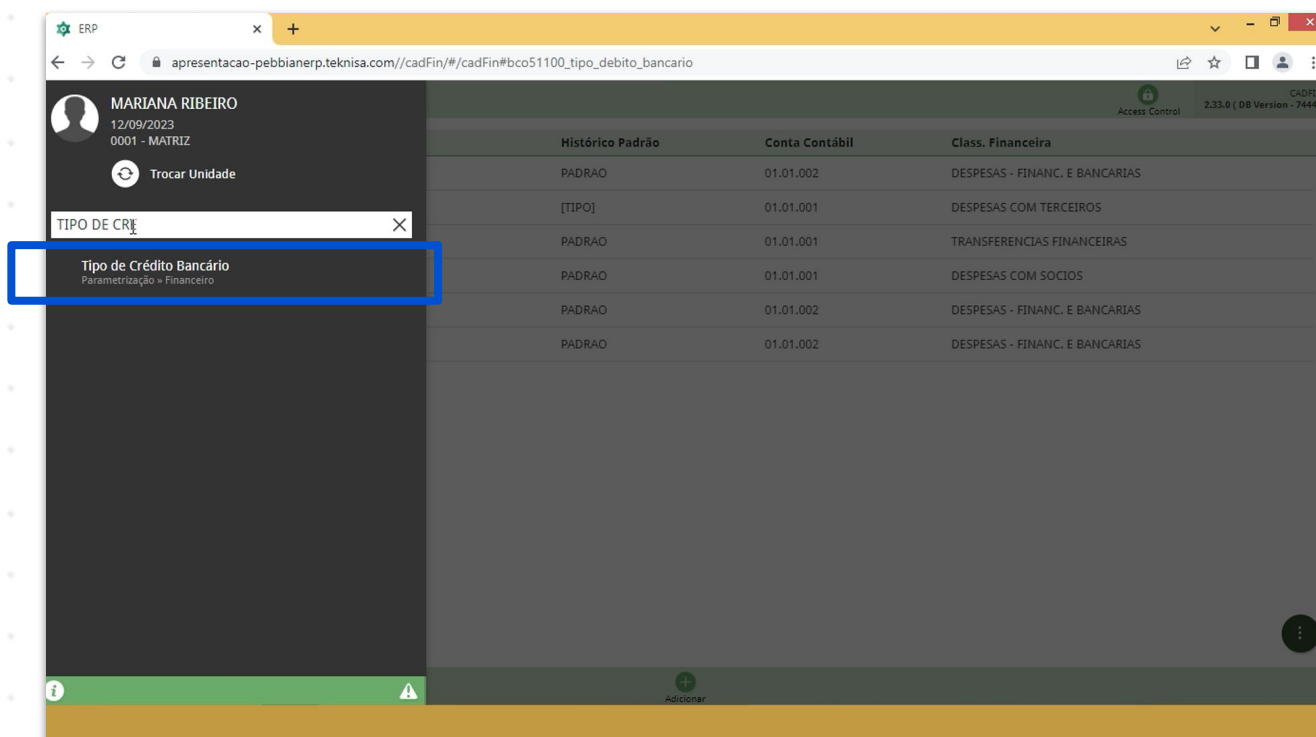 ERP
apresentacao-pebbianerp.teknisa.com//cadFin/#/cadFin#bco51100_tipo_debito_bancario
MARIANA RIBEIRO
12/09/2023
0001 - MATRIZ
Trocar Unidade
TIPO DE CRE
Tipo de Crédito Bancário
Parametrização » Financeiro
Access Control
CADFI
2.33.0 ( DB Version - 7444
Histórico Padrão Conta Contábil Class. Financeira
PADRAO 01.01.002 DESPESAS - FINANC. E BANCARIAS
[TIPO] 01.01.001 DESPESAS COM TERCEIROS
PADRAO 01.01.001 TRANSFERENCIAS FINANCEIRAS
PADRAO 01.01.001 DESPESAS COM SOCIOS
PADRAO 01.01.002 DESPESAS - FINANC. E BANCARIAS
PADRAO 01.01.002 DESPESAS - FINANC. E BANCARIAS
Adicionar